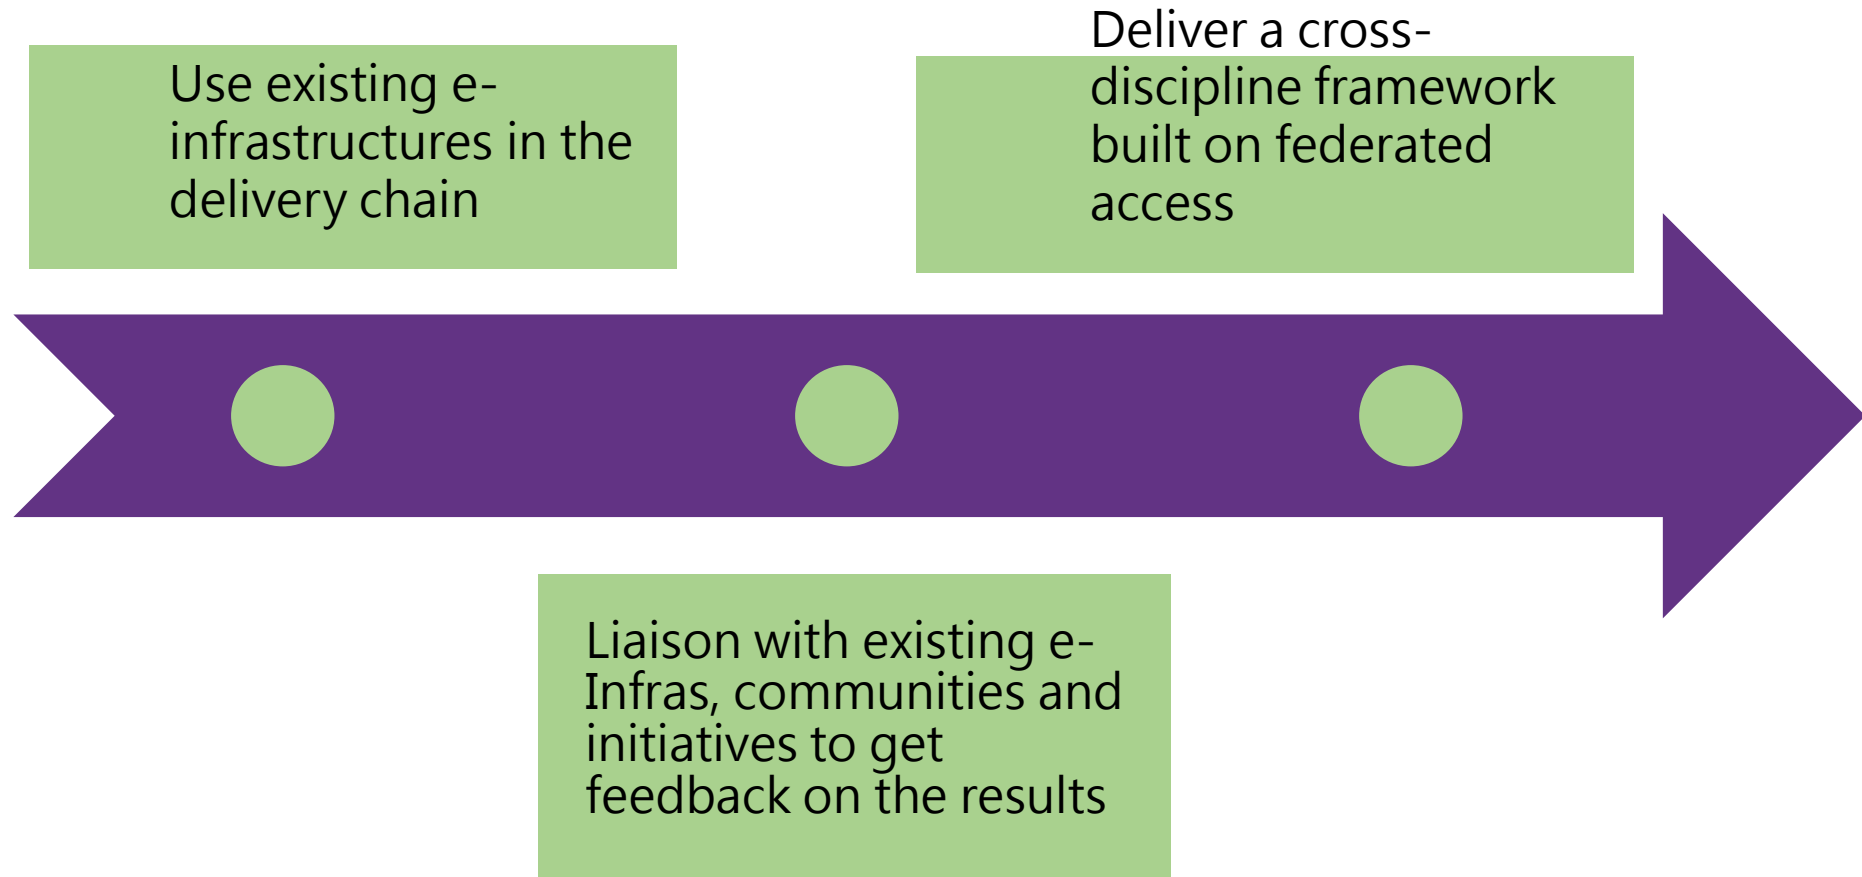 Use existing e-
infrastructures in the
delivery chain
Liaison with existing e-
Infras, communities and
initiatives to get
feedback on the results
Deliver a cross-
discipline framework
built on federated
access